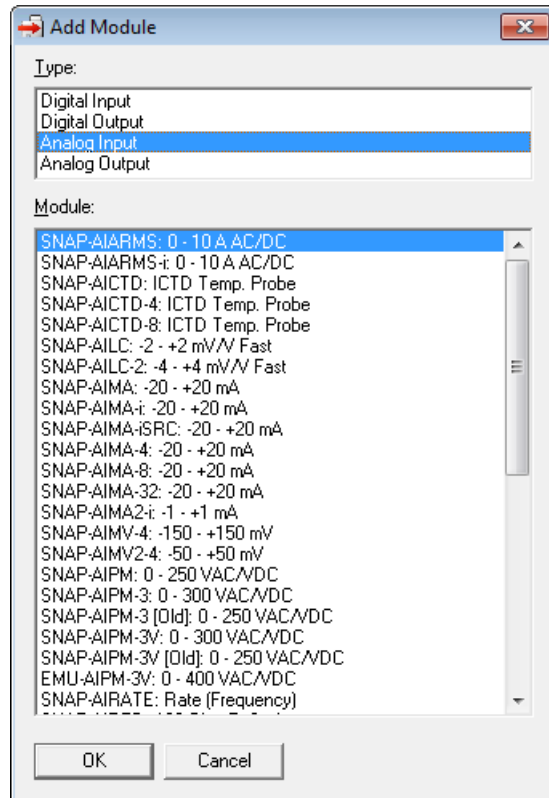 Add Module
Type:
Digital Input
Digital Output
Analog Input
Analog Output
Module:
SNAP-AIARMS: 0 - 10 A AC/DC
SNAP-AIARMS-i: 0 - 10 A AC/DC
SNAP-AICTD: ICTD Temp. Probe
SNAP-AICTD-4: ICTD Temp. Probe
SNAP-AICTD-8: ICTD Temp. Probe
SNAP-AILC: -2 - +2 mV/V Fast
SNAP-AILC-2: -4 - +4 mV/V Fast
SNAP-AIMA: -20 - +20 mA
SNAP-AIMA-i: -20 - +20 mA
SNAP-AIMA-iSRC: -20 - +20 mA
SNAP-AIMA-4: -20 - +20 mA
SNAP-AIMA-8: -20 - +20 mA
SNAP-AIMA-32: -20 - +20 mA
SNAP-AIMA2-i: -1 - +1 mA
SNAP-AIMV-4: -150 - +150 mV
SNAP-AIMV2-4: -50 - +50 mV
SNAP-AIPM: 0 - 250 VAC/VDC
SNAP-AIPM-3: 0 - 300 VAC/VDC
SNAP-AIPM-3 [Old]: 0 - 250 VAC/VDC
SNAP-AIPM-3V: 0 - 300 VAC/VDC
SNAP-AIPM-3V [Old]: 0 - 250 VAC/VDC
EMU-AIPM-3V: 0 - 400 VAC/VDC
SNAP-AIRATE: Rate (Frequency)
OK
Cancel